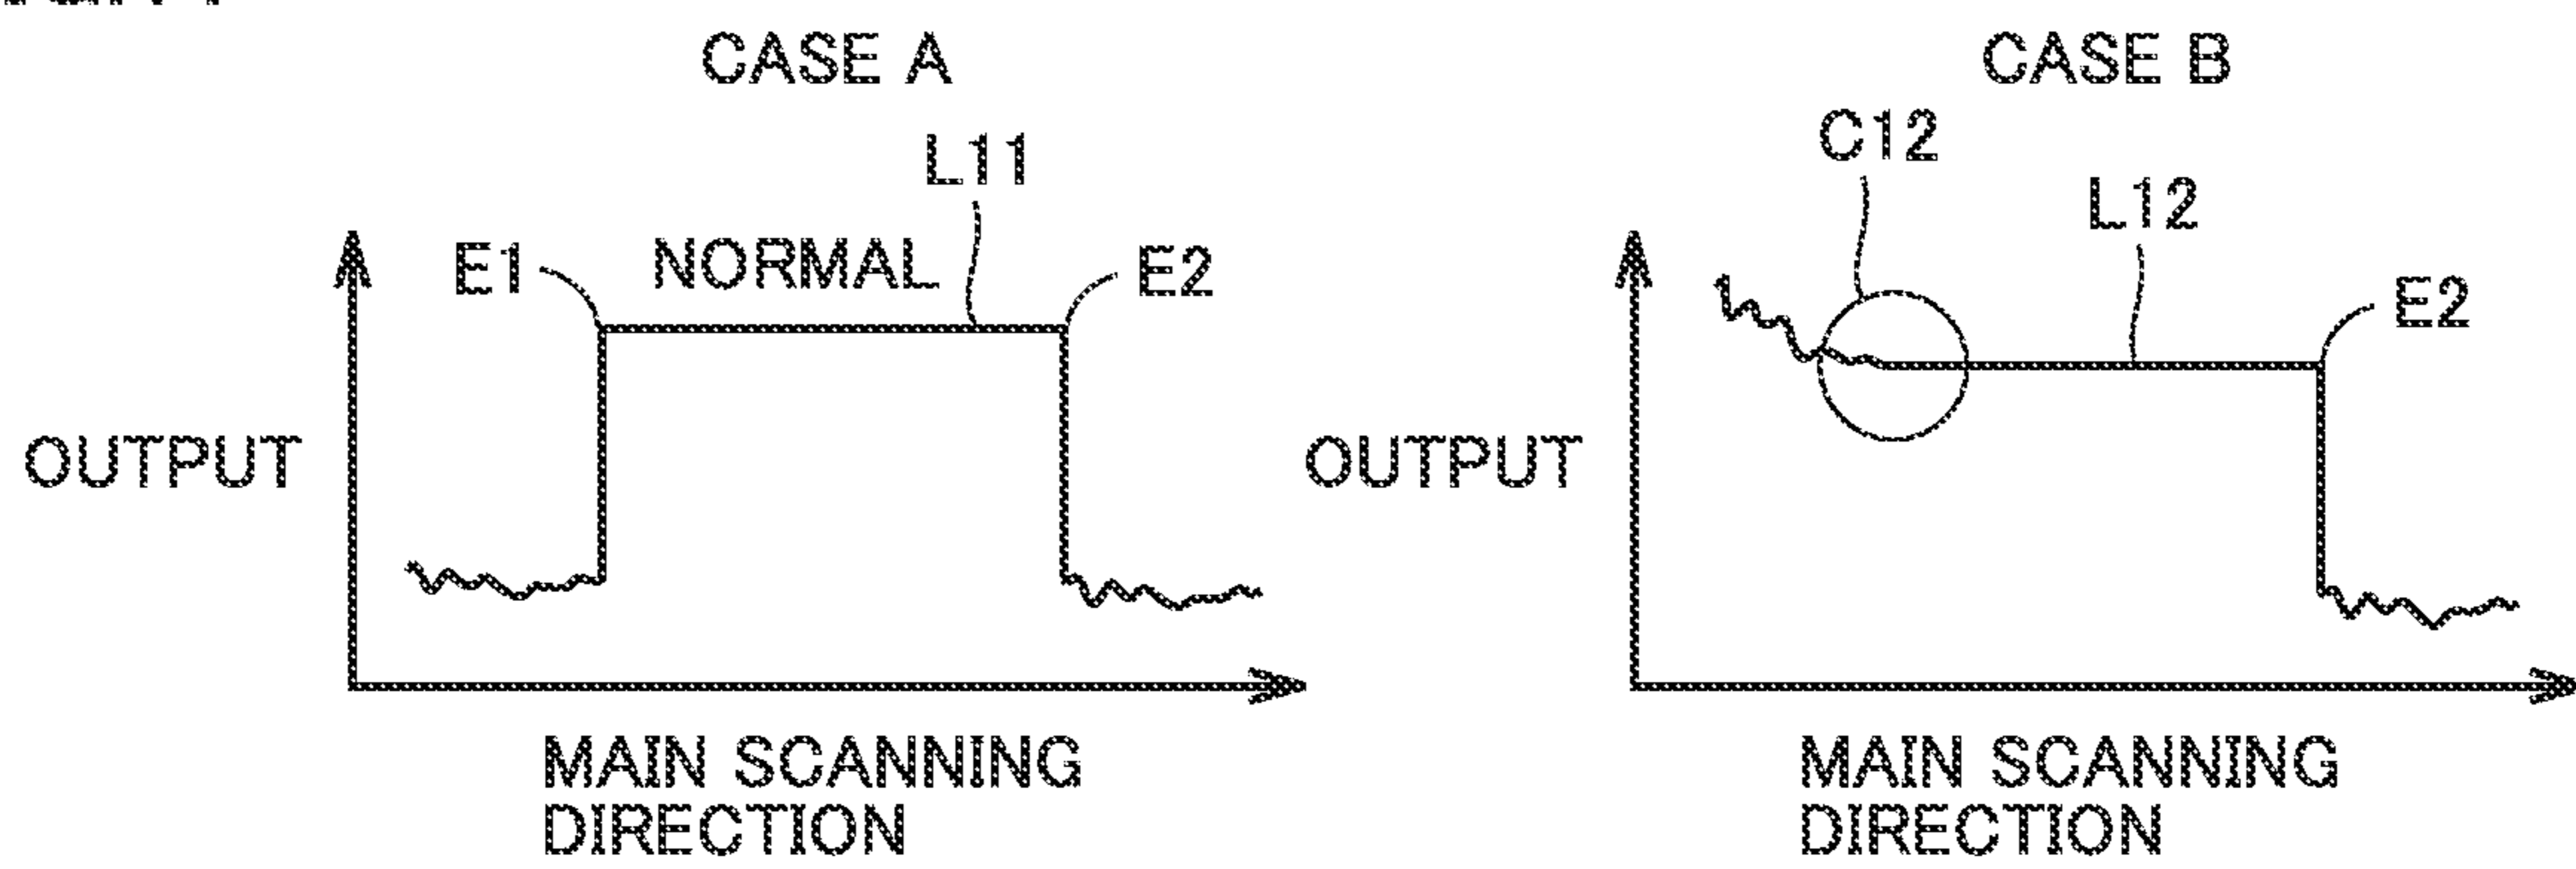 CASE A
L11
E1
NORMAL
E2
OUTPUT
MAIN SCANNING
DIRECTION
CASE B
C12
L12
E2
OUTPUT
MAIN SCANNING
DIRECTION